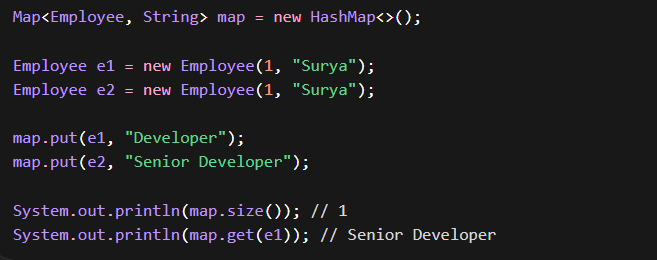 Map<Employee, String> map = new HashMap<>();
Employee e1 = new Employee(1, "Surya");
Employee e2 = new Employee(1, "Surya");
map.put(e1, "Developer");
map.put(e2, "Senior Developer");
System.out.println(map.size()); // 1
System.out.println(map.get(e1)); // Senior Developer